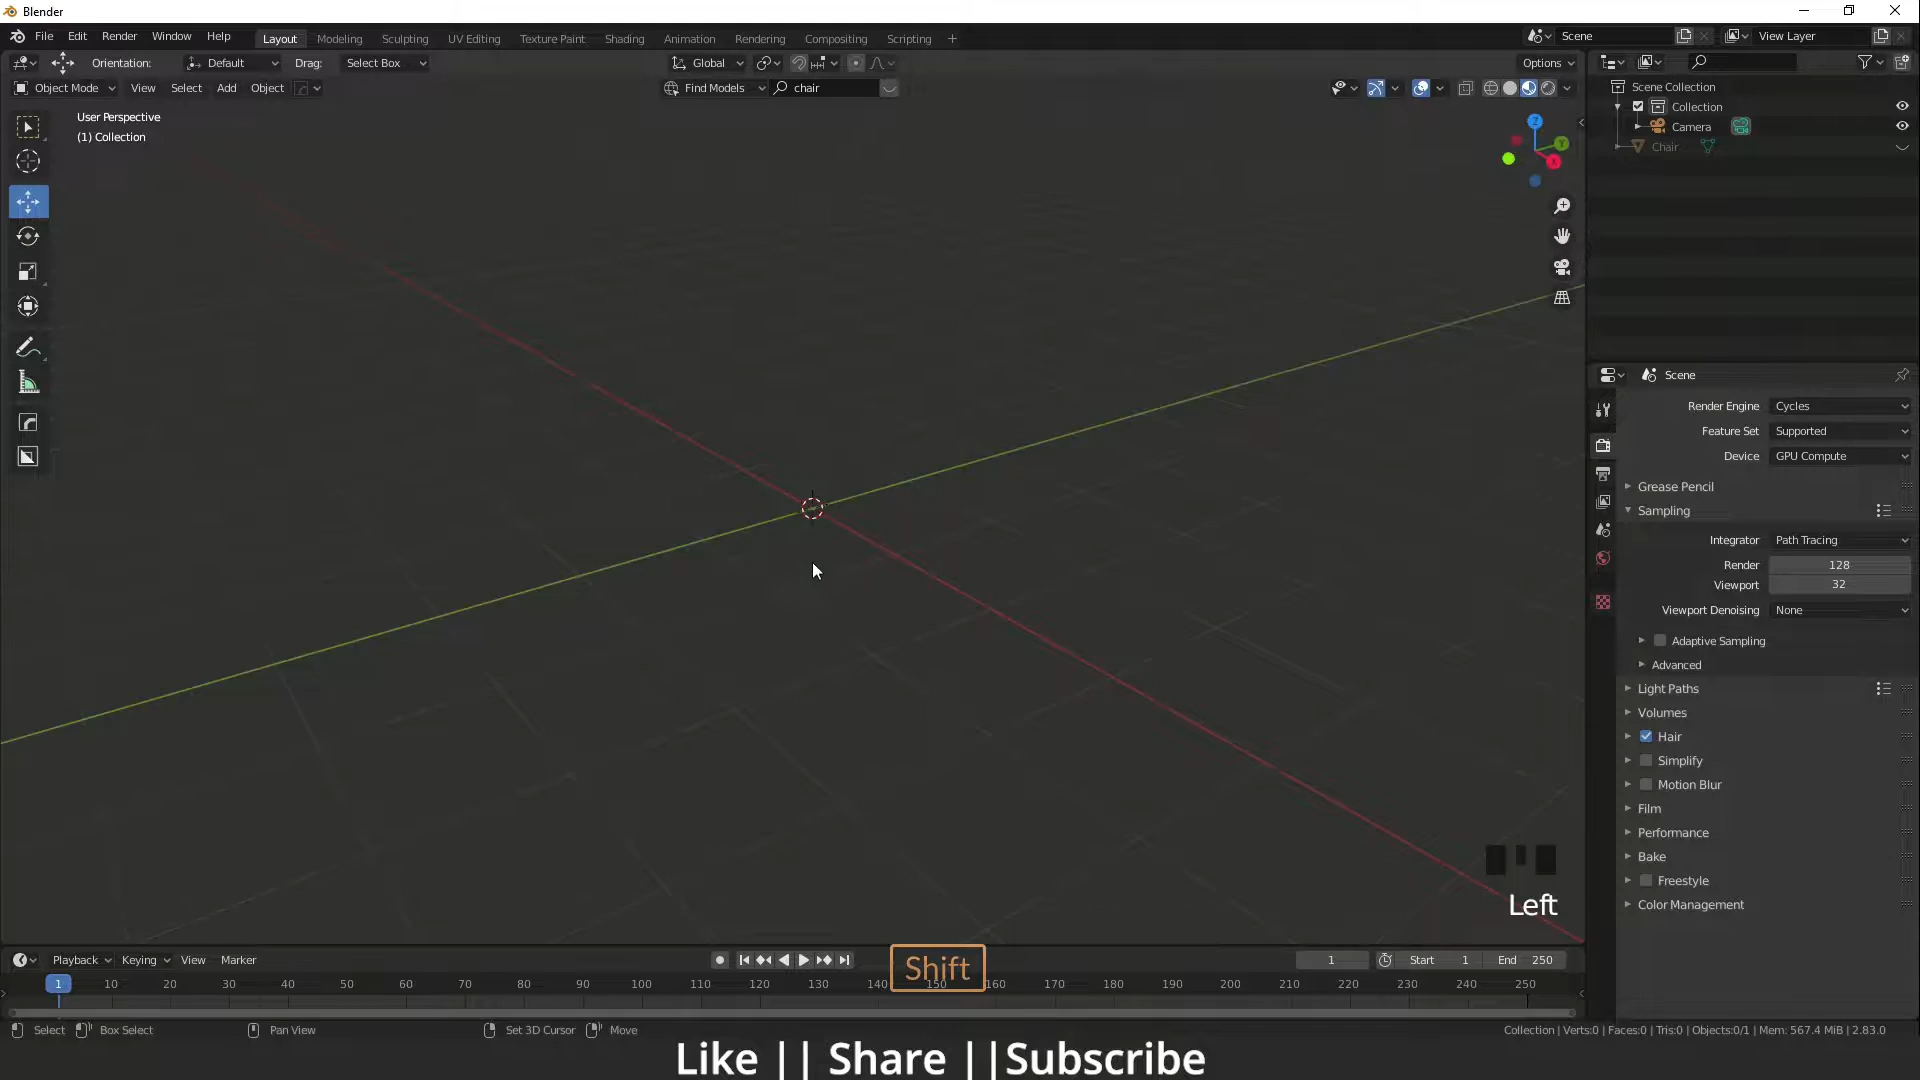 Blender
File Edit Render Window Help Layout Modeling Sculpting UV Editing Texture Paint Shading Animation Rendering Compositing Scripting + Scene View Layer
Orientation: Default Drag: Select Box Global Options
Object Mode View Select Add Object Find Models chair
User Perspective
(1) Collection
Z
Y
X
Scene Collection
Collection
Camera
Chair
Scene
Render Engine Cycles
Feature Set Supported
Device GPU Compute
Grease Pencil
Sampling
Integrator Path Tracing
Render 128
Viewport 32
Viewport Denoising None
Adaptive Sampling
Advanced
Light Paths
Volumes
Hair
Simplify
Motion Blur
Film
Performance
Bake
Freestyle
Color Management
Left
Playback Keying View Marker 1 Start 1 End 250
Shift
1 10 20 30 40 50 60 70 80 90 100 110 120 130 140 150 160 170 180 190 200 210 220 230 240 250
Select Box Select Pan View Set 3D Cursor Move Collection | Verts:0 | Faces:0 | Tris:0 | Objects:0/1 | Mem: 567.4 MiB | 2.83.0
Like || Share ||Subscribe